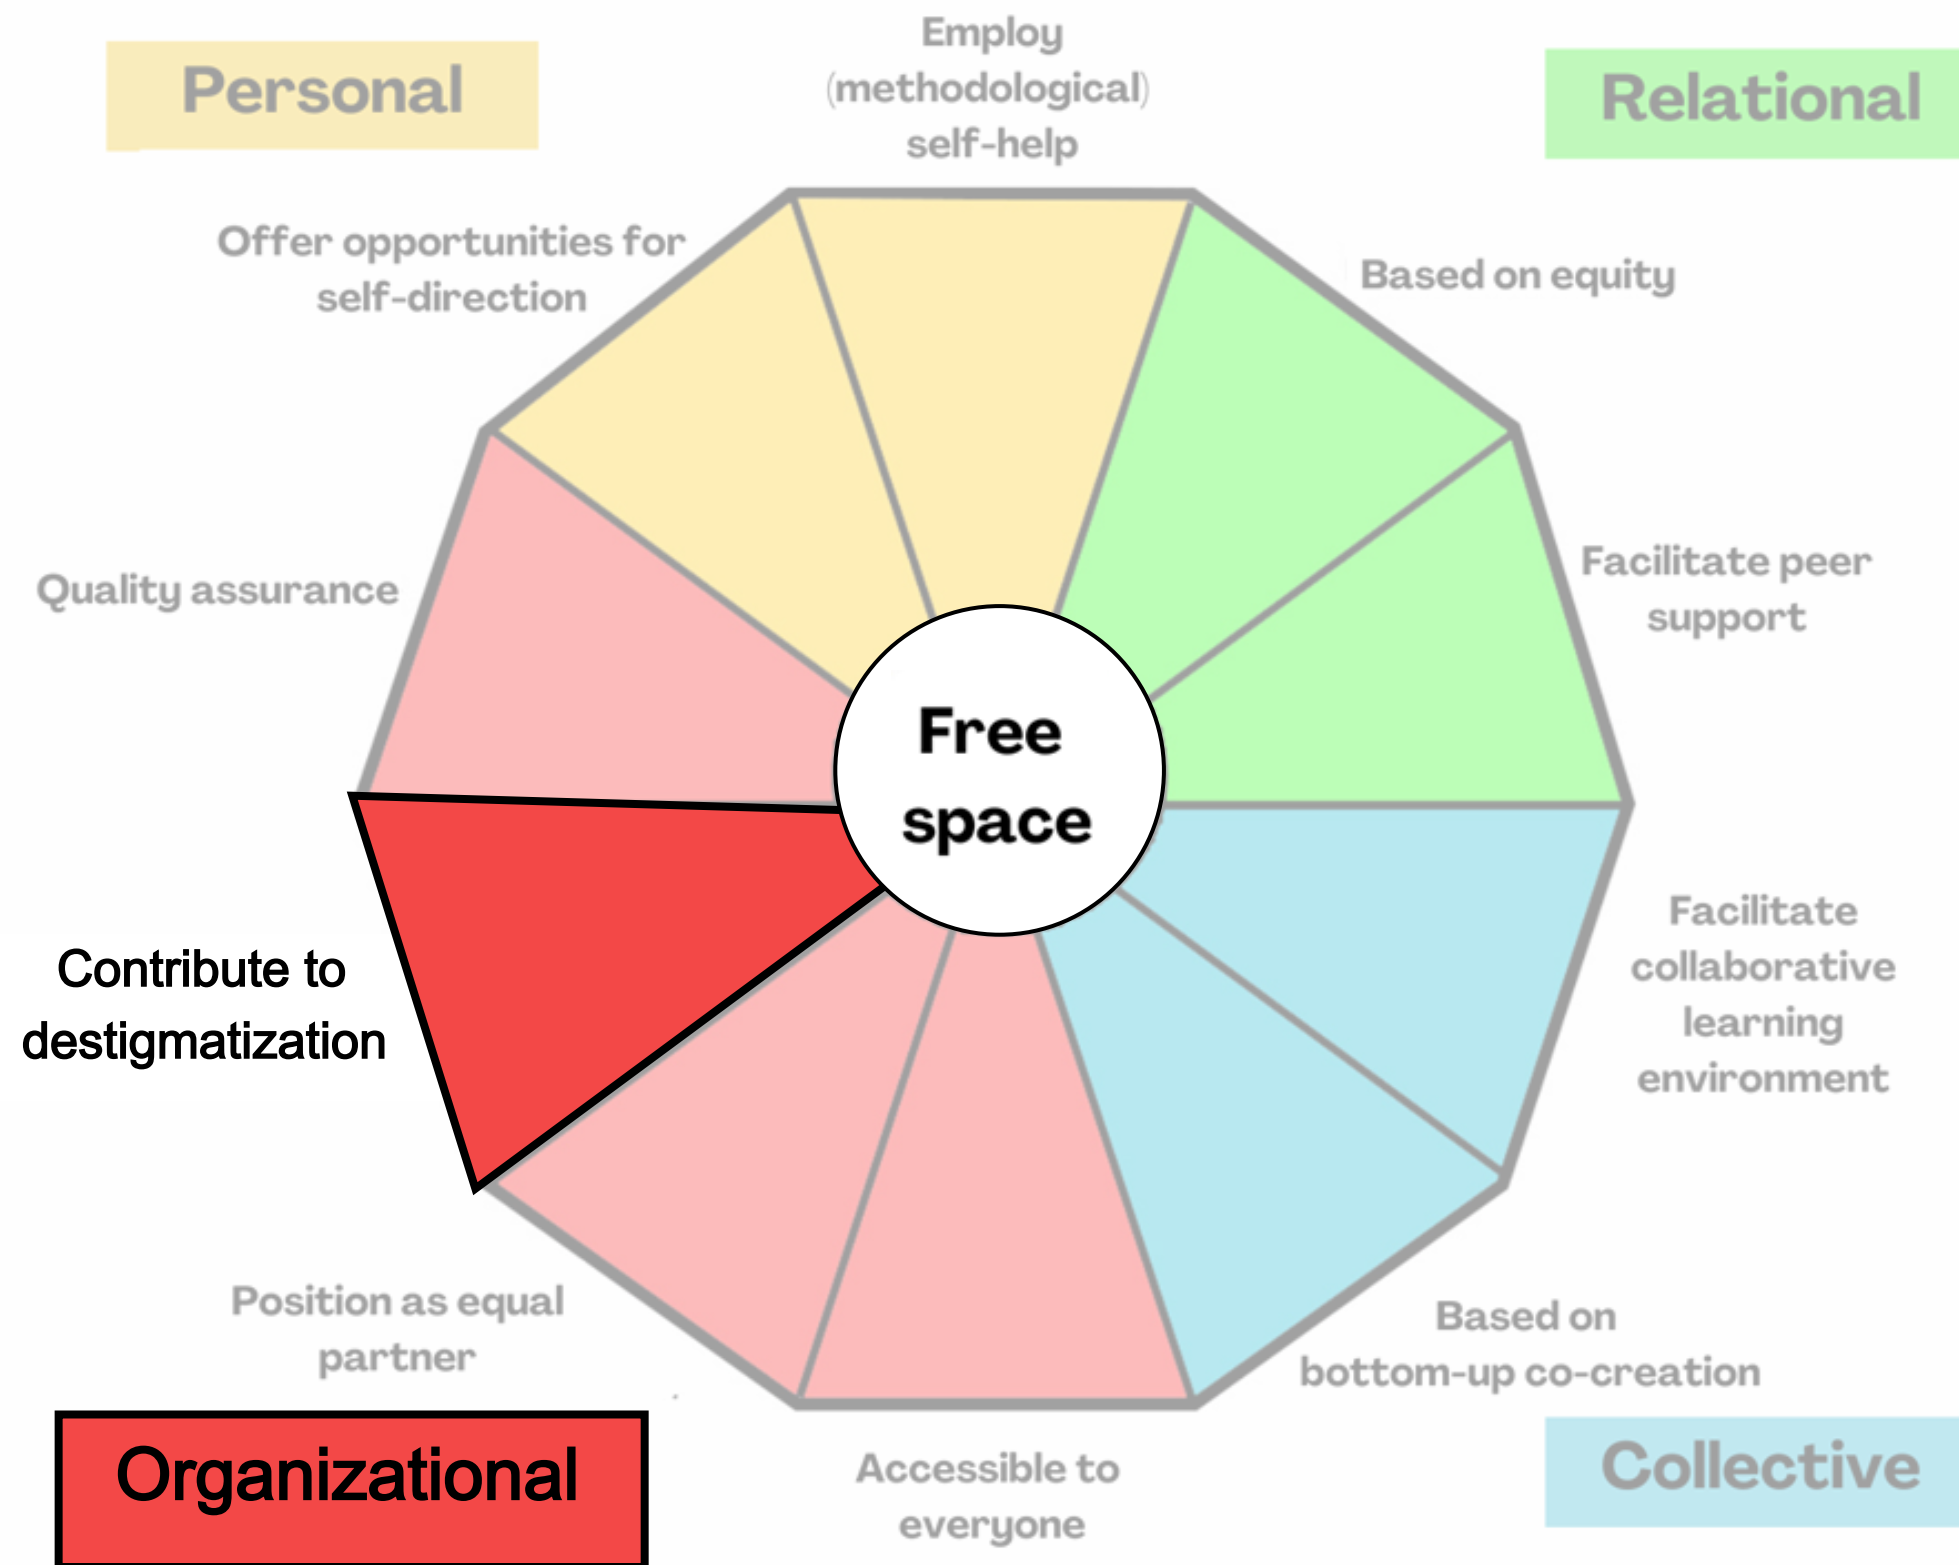 Personal
Employ
(methodological)
self-help
Relational
Offer opportunities for
self-direction
Based on equity
Quality assurance
Facilitate peer
support
Free
space
Contribute to
destigmatization
Facilitate
collaborative
learning
environment
Position as equal
partner
Based on
bottom-up co-creation
Organizational
Accessible to
everyone
Collective